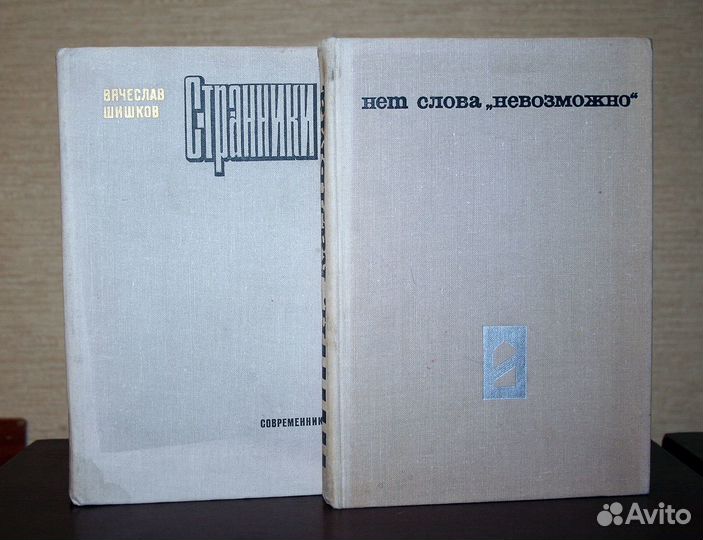 Вячеслав
Шишков
Странники
Современник
нет слова „невозможно“
Avito